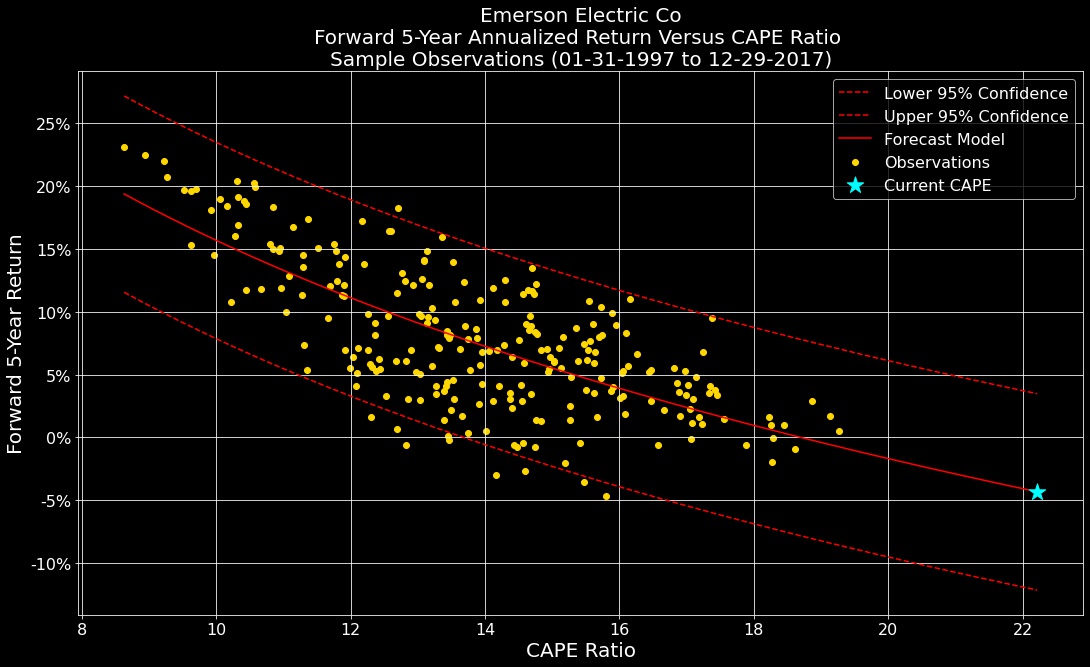 Emerson Electric Co
Forward 5-Year Annualized Return Versus CAPE Ratio
Sample Observations (01-31-1997 to 12-29-2017)
Lower 95% Confidence
Upper 95% Confidence
Forecast Model
Observations
Current CAPE
Forward 5-Year Return
25%
20%
15%
10%
5%
0%
-5%
-10%
8 10 12 14 16 18 20 22
CAPE Ratio